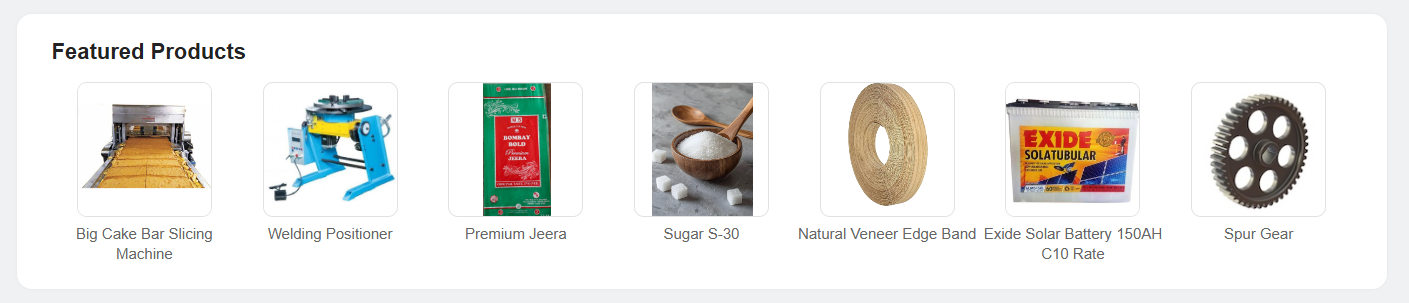 Featured Products
BOMBAY
BOLD
Premium
JEERA
EXIDE
SOLATUBULAR
Big Cake Bar Slicing
Machine
Welding Positioner
Premium Jeera
Sugar S-30
Natural Veneer Edge Band
Exide Solar Battery 150AH
C10 Rate
Spur Gear